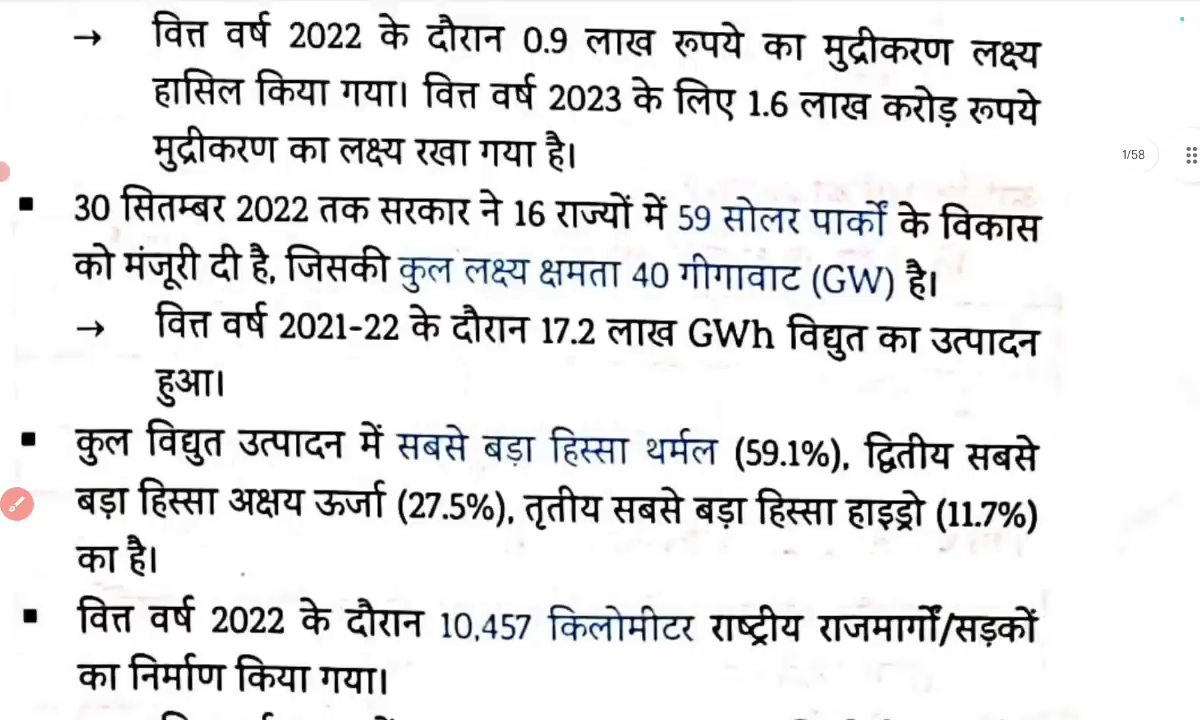 → वित्त वर्ष 2022 के दौरान 0.9 लाख रूपये का मुद्रीकरण लक्ष्य
हासिल किया गया। वित्त वर्ष 2023 के लिए 1.6 लाख करोड़ रूपये
मुद्रीकरण का लक्ष्य रखा गया है।
1/58
▪ 30 सितम्बर 2022 तक सरकार ने 16 राज्यों में 59 सोलर पार्कों के विकास
को मंजूरी दी है, जिसकी कुल लक्ष्य क्षमता 40 गीगावाट (GW) है।
→ वित्त वर्ष 2021-22 के दौरान 17.2 लाख GWh विद्युत का उत्पादन
हुआ।
▪ कुल विद्युत उत्पादन में सबसे बड़ा हिस्सा थर्मल (59.1%), द्वितीय सबसे
बड़ा हिस्सा अक्षय ऊर्जा (27.5%), तृतीय सबसे बड़ा हिस्सा हाइड्रो (11.7%)
का है।
▪ वित्त वर्ष 2022 के दौरान 10,457 किलोमीटर राष्ट्रीय राजमार्गों/सड़कों
का निर्माण किया गया।